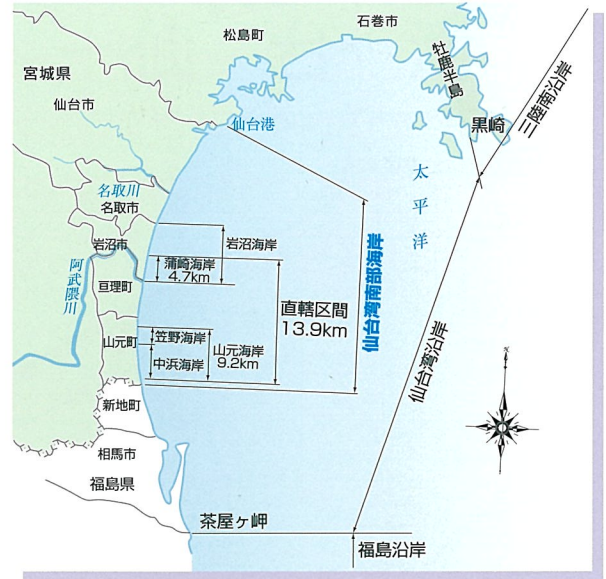 石巻市
松島町
牡鹿半島
宮城県
仙台市
仙台港
黒崎
三陸南沿岸
太平洋
名取川
名取市
岩沼市
岩沼海岸
蒲崎海岸
4.7km
仙台湾南部海岸
阿武隈川
亘理町
直轄区間
13.9km
山元町
笠野海岸
中浜海岸
山元海岸
9.2km
仙台湾沿岸
新地町
N
相馬市
福島県
茶屋ヶ岬
福島沿岸